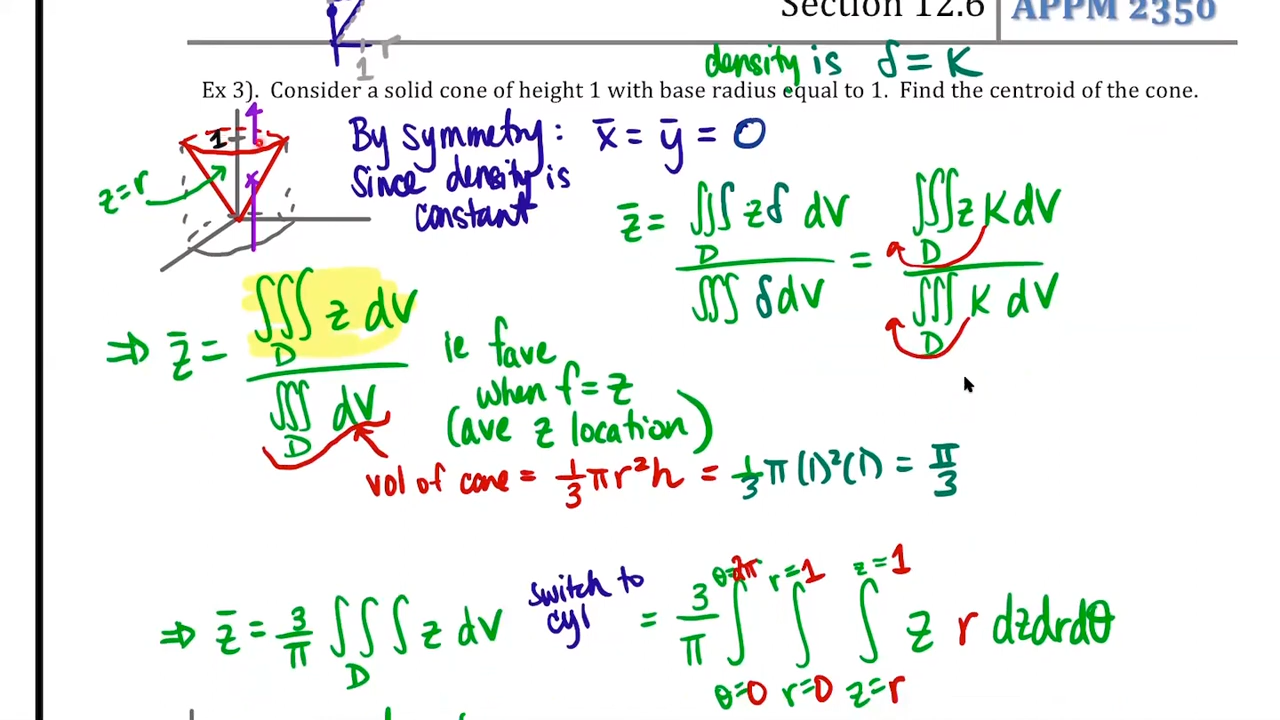 Section 12.6 APPM 2350
r
1
density is δ = K
Ex 3). Consider a solid cone of height 1 with base radius equal to 1. Find the centroid of the cone.
1
z=r
By symmetry: x̄ = ȳ = 0
since density is
constant
z̄ = ∭_D z δ dV / ∭ δ dV = ∭_D z K dV / ∭_D K dV
⇒ z̄ = ∭_D z dV / ∭_D dV
ie fave
when f = z
(ave z location)
vol of cone = 1/3 π r² h = 1/3 π (1)² (1) = π/3
⇒ z̄ = 3/π ∭_D z dV
switch to
cyl
= 3/π ∫_{θ=0}^{θ=2π} ∫_{r=0}^{r=1} ∫_{z=r}^{z=1} z r dz dr dθ